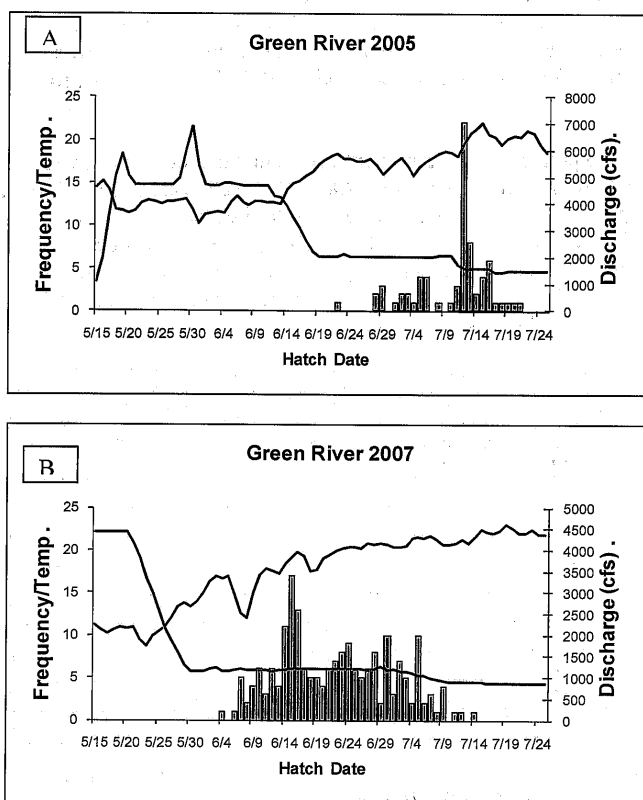 A
Green River 2005
Frequency/Temp.
25
20
15
10
5
0
8000
7000
6000
5000
4000
3000
2000
1000
0
Discharge (cfs).
5/15 5/20 5/25 5/30 6/4 6/9 6/14 6/19 6/24 6/29 7/4 7/9 7/14 7/19 7/24
Hatch Date
B
Green River 2007
Frequency/Temp.
25
20
15
10
5
0
5000
4500
4000
3500
3000
2500
2000
1500
1000
500
0
Discharge (cfs).
5/15 5/20 5/25 5/30 6/4 6/9 6/14 6/19 6/24 6/29 7/4 7/9 7/14 7/19 7/24
Hatch Date